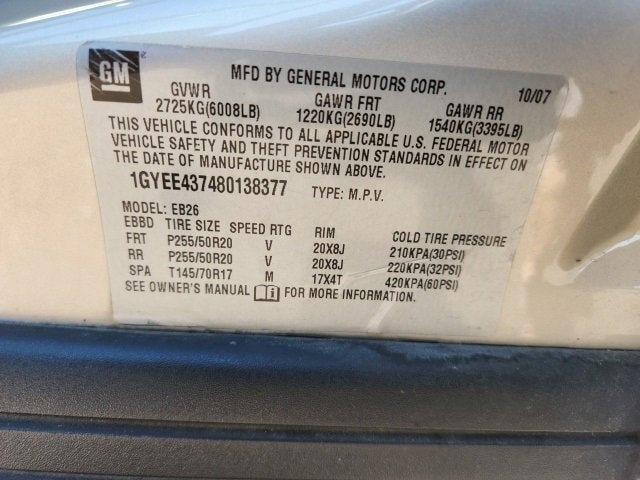 GM
MFD BY GENERAL MOTORS CORP. 10/07
GVWR GAWR FRT GAWR RR
2725KG(6008LB) 1220KG(2690LB) 1540KG(3395LB)
THIS VEHICLE CONFORMS TO ALL APPLICABLE U.S. FEDERAL MOTOR
VEHICLE SAFETY AND THEFT PREVENTION STANDARDS IN EFFECT ON
THE DATE OF MANUFACTURE SHOWN ABOVE.
1GYEE437480138377 TYPE: M.P.V.
MODEL: EB26
EBBD TIRE SIZE SPEED RTG RIM COLD TIRE PRESSURE
FRT P255/50R20 V 20X8J 210KPA(30PSI)
RR P255/50R20 V 20X8J 220KPA(32PSI)
SPA T145/70R17 M 17X4T 420KPA(60PSI)
SEE OWNER'S MANUAL FOR MORE INFORMATION.